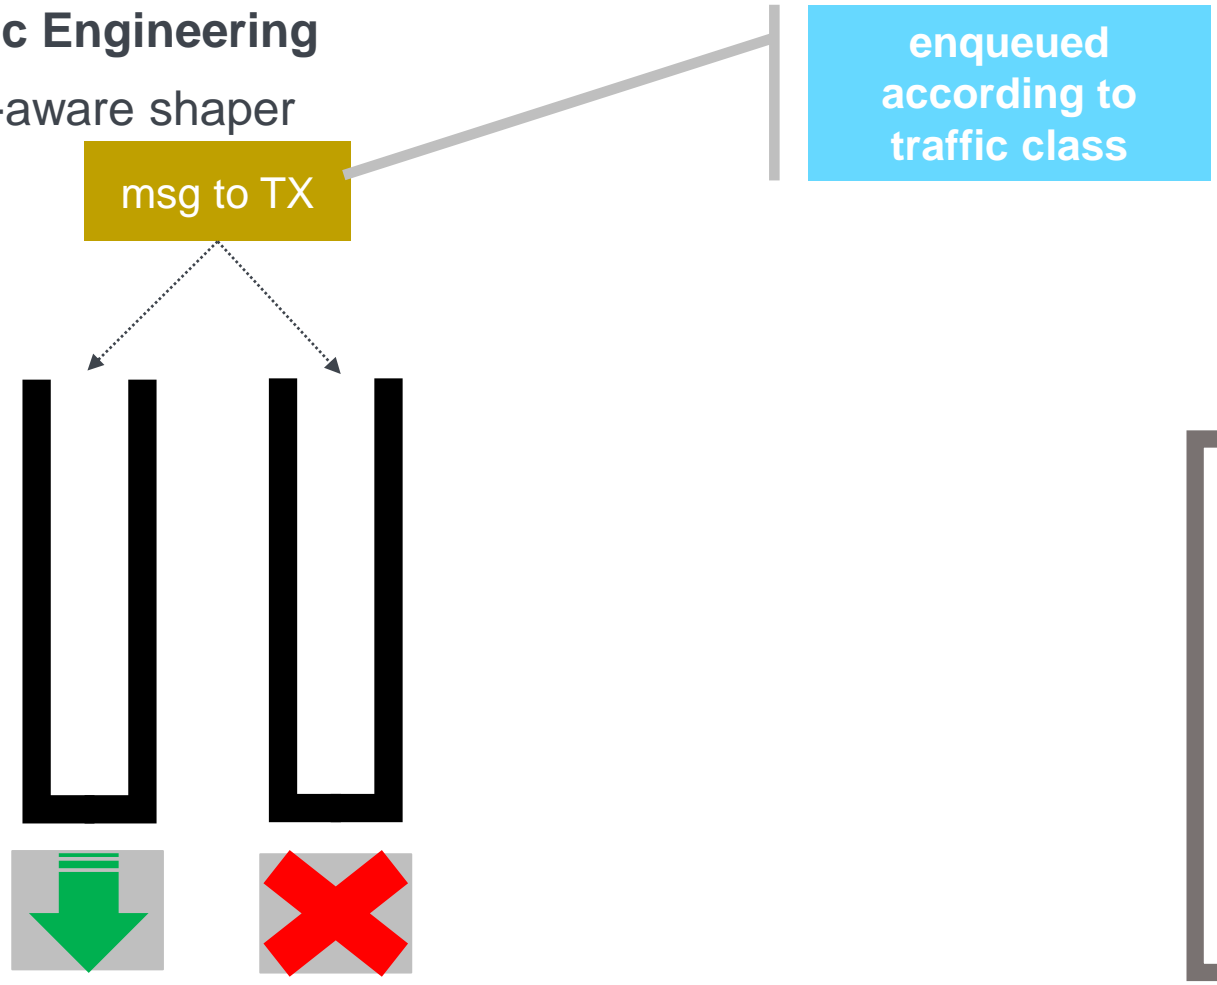 c Engineering
-aware shaper
msg to TX
enqueued
according to
traffic class